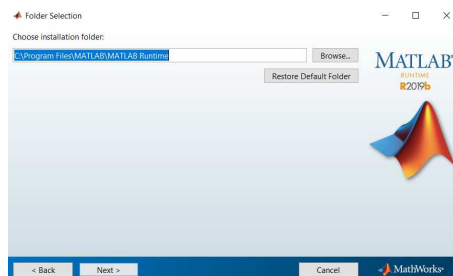 Folder Selection
Choose installation folder:
C:\Program Files\MATLAB\MATLAB Runtime
Browse...
Restore Default Folder
MATLAB®
RUNTIME
R2019b
< Back
Next >
Cancel
MathWorks®